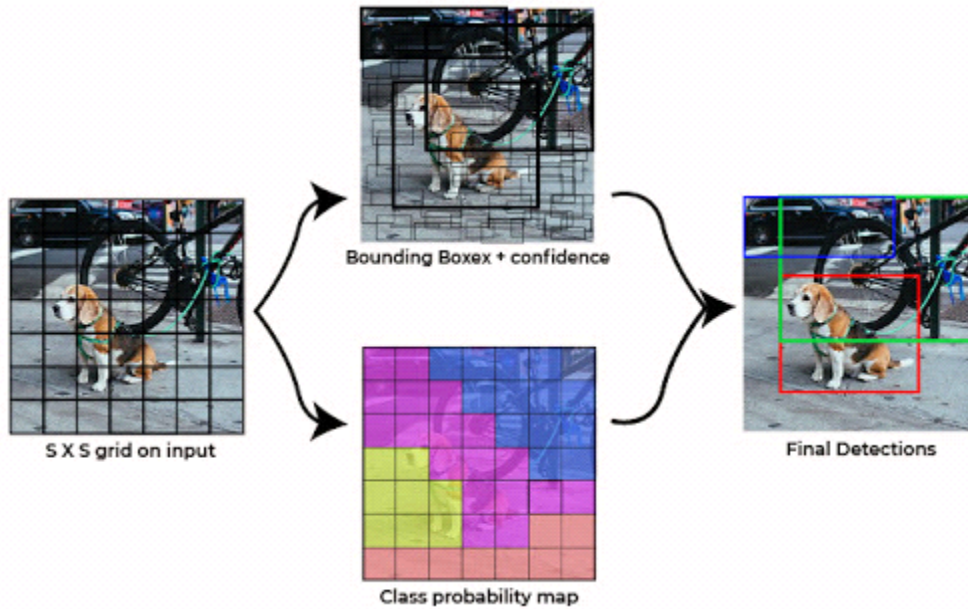 Bounding Boxex + confidence
S X S grid on input
Final Detections
Class probability map